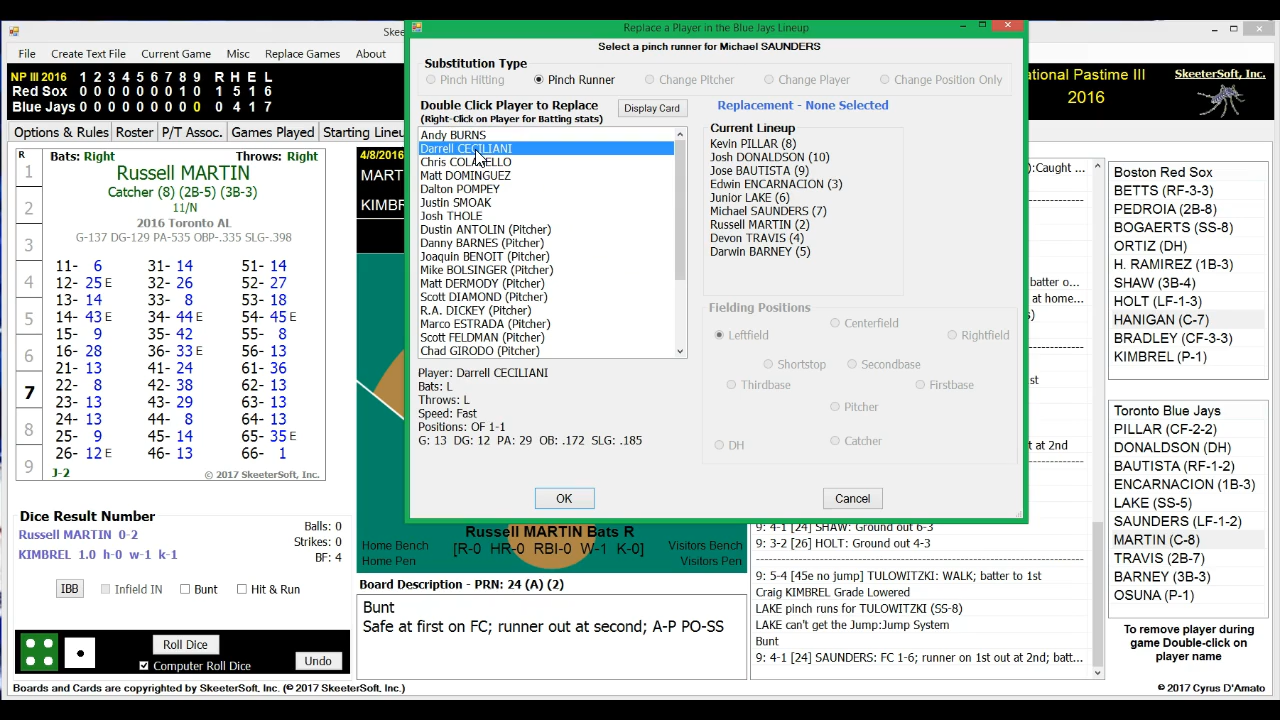 Skee
File Create Text File Current Game Misc Replace Games About
NP III 2016 1 2 3 4 5 6 7 8 9 R H E L
Red Sox 0 0 0 0 0 0 0 1 0 1 5 1 6
Blue Jays 0 0 0 0 0 0 0 0 0 0 4 1 7
ational Pastime III
2016
SkeeterSoft, Inc.
Options & Rules Roster P/T Assoc. Games Played Starting Lineu
R
1
2
3
4
5
6
7
8
9
Bats: Right Throws: Right
Russell MARTIN
Catcher (8) (2B-5) (3B-3)
11/N
2016 Toronto AL
G-137 DG-129 PA-535 OBP-.335 SLG-.398
11- 6 31- 14 51- 14
12- 25 E 32- 26 52- 27
13- 14 33- 8 53- 18
14- 43 E 34- 44 E 54- 45 E
15- 9 35- 42 55- 8
16- 28 36- 33 E 56- 13
21- 13 41- 24 61- 36
22- 8 42- 38 62- 13
23- 13 43- 29 63- 13
24- 13 44- 8 64- 13
25- 9 45- 14 65- 35 E
26- 12 E 46- 13 66- 1
J-2 © 2017 SkeeterSoft, Inc.
Dice Result Number
Russell MARTIN 0-2
KIMBREL 1.0 h-0 w-1 k-1
Balls: 0
Strikes: 0
BF: 4
IBB Infield IN Bunt Hit & Run
Roll Dice
Computer Roll Dice
Undo
Boards and Cards are copyrighted by SkeeterSoft, Inc. (© 2017 SkeeterSoft, Inc.)
4/8/2016
MART
KIMBR
Replace a Player in the Blue Jays Lineup
Select a pinch runner for Michael SAUNDERS
Substitution Type
Pinch Hitting Pinch Runner Change Pitcher Change Player Change Position Only
Double Click Player to Replace
(Right-Click on Player for Batting stats)
Display Card
Replacement - None Selected
Andy BURNS
Darrell CECILIANI
Chris COLABELLO
Matt DOMINGUEZ
Dalton POMPEY
Justin SMOAK
Josh THOLE
Dustin ANTOLIN (Pitcher)
Danny BARNES (Pitcher)
Joaquin BENOIT (Pitcher)
Mike BOLSINGER (Pitcher)
Matt DERMODY (Pitcher)
Scott DIAMOND (Pitcher)
R.A. DICKEY (Pitcher)
Marco ESTRADA (Pitcher)
Scott FELDMAN (Pitcher)
Chad GIRODO (Pitcher)
Player: Darrell CECILIANI
Bats: L
Throws: L
Speed: Fast
Positions: OF 1-1
G: 13 DG: 12 PA: 29 OB: .172 SLG: .185
Current Lineup
Kevin PILLAR (8)
Josh DONALDSON (10)
Jose BAUTISTA (9)
Edwin ENCARNACION (3)
Junior LAKE (6)
Michael SAUNDERS (7)
Russell MARTIN (2)
Devon TRAVIS (4)
Darwin BARNEY (5)
Fielding Positions
Leftfield Centerfield Rightfield
Shortstop Secondbase
Thirdbase Firstbase
Pitcher
DH Catcher
OK Cancel
Russell MARTIN Bats R
[R-0 HR-0 RBI-0 W-1 K-0]
Home Bench Visitors Bench
Home Pen Visitors Pen
Board Description - PRN: 24 (A) (2)
Bunt
Safe at first on FC; runner out at second; A-P PO-SS
):Caught ...
batter o...
at home...
)
st
t at 2nd
9: 4-1 [24] SHAW: Ground out 6-3
9: 3-2 [26] HOLT: Ground out 4-3
9: 5-4 [45e no jump] TULOWITZKI: WALK; batter to 1st
Craig KIMBREL Grade Lowered
LAKE pinch runs for TULOWITZKI (S5-8)
LAKE can't get the Jump:Jump System
Bunt
9: 4-1 [24] SAUNDERS: FC 1-6; runner on 1st out at 2nd; batt...
Boston Red Sox
BETTS (RF-3-3)
PEDROIA (2B-8)
BOGAERTS (SS-8)
ORTIZ (DH)
H. RAMIREZ (1B-3)
SHAW (3B-4)
HOLT (LF-1-3)
HANIGAN (C-7)
BRADLEY (CF-3-3)
KIMBREL (P-1)
Toronto Blue Jays
PILLAR (CF-2-2)
DONALDSON (DH)
BAUTISTA (RF-1-2)
ENCARNACION (1B-3)
LAKE (SS-5)
SAUNDERS (LF-1-2)
MARTIN (C-8)
TRAVIS (2B-7)
BARNEY (3B-3)
OSUNA (P-1)
To remove player during
game Double-click on
player name
© 2017 Cyrus D'Amato